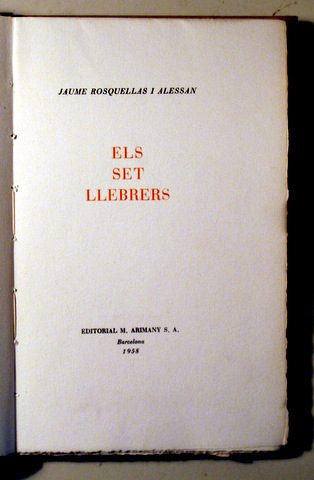 JAUME ROSQUELLAS I ALESSAN
ELS
SET
LLEBRERS
EDITORIAL M. ARIMANY S. A.
Barcelona
1958